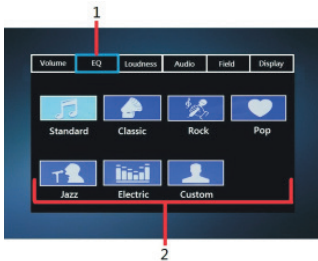 1
Volume EQ Loudness Audio Field Display
Standard Classic Rock Pop
Jazz Electric Custom
2